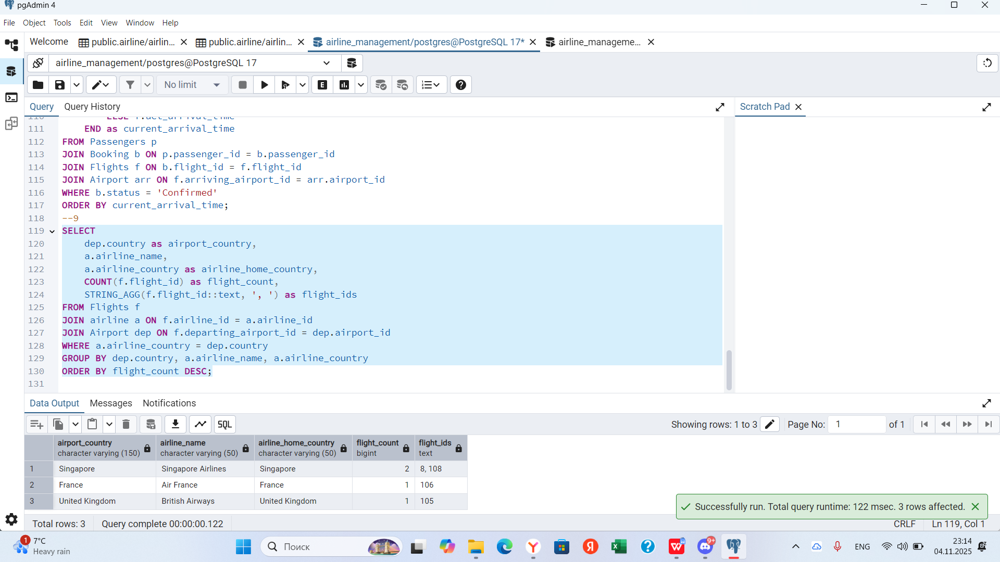 pgAdmin 4
File Object Tools Edit View Window Help
Welcome public.airline/airlin... public.airline/airlin... airline_management/postgres@PostgreSQL 17* airline_manageme...
airline_management/postgres@PostgreSQL 17
No limit
Query Query History
Scratch Pad
110 ELSE f.act_arrival_time
111 END as current_arrival_time
112 FROM Passengers p
113 JOIN Booking b ON p.passenger_id = b.passenger_id
114 JOIN Flights f ON b.flight_id = f.flight_id
115 JOIN Airport arr ON f.arriving_airport_id = arr.airport_id
116 WHERE b.status = 'Confirmed'
117 ORDER BY current_arrival_time;
118 --9
119 SELECT
120 dep.country as airport_country,
121 a.airline_name,
122 a.airline_country as airline_home_country,
123 COUNT(f.flight_id) as flight_count,
124 STRING_AGG(f.flight_id::text, ', ') as flight_ids
125 FROM Flights f
126 JOIN airline a ON f.airline_id = a.airline_id
127 JOIN Airport dep ON f.departing_airport_id = dep.airport_id
128 WHERE a.airline_country = dep.country
129 GROUP BY dep.country, a.airline_name, a.airline_country
130 ORDER BY flight_count DESC;
131
Data Output Messages Notifications
SQL Showing rows: 1 to 3 Page No: 1 of 1
airport_country airline_name airline_home_country flight_count flight_ids
character varying (150) character varying (50) character varying (50) bigint text
1 Singapore Singapore Airlines Singapore 2 8, 108
2 France Air France France 1 106
3 United Kingdom British Airways United Kingdom 1 105
Successfully run. Total query runtime: 122 msec. 3 rows affected.
Total rows: 3 Query complete 00:00:00.122 CRLF Ln 119, Col 1
1 7°C
Heavy rain
Поиск
9+
ENG
23:14
04.11.2025